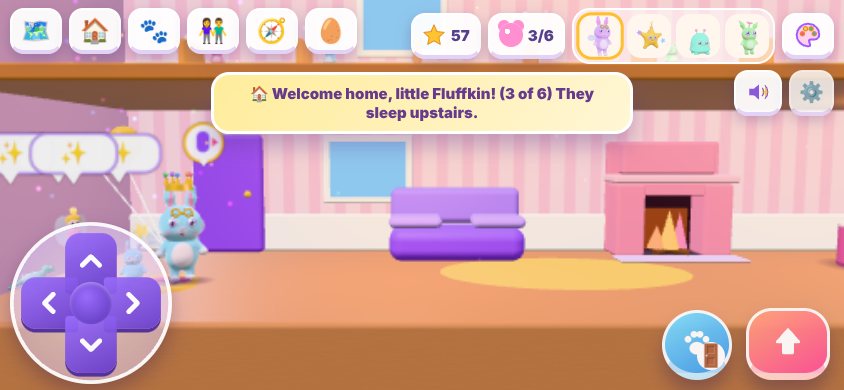 57
3/6
🏠 Welcome home, little Fluffkin! (3 of 6) They
sleep upstairs.